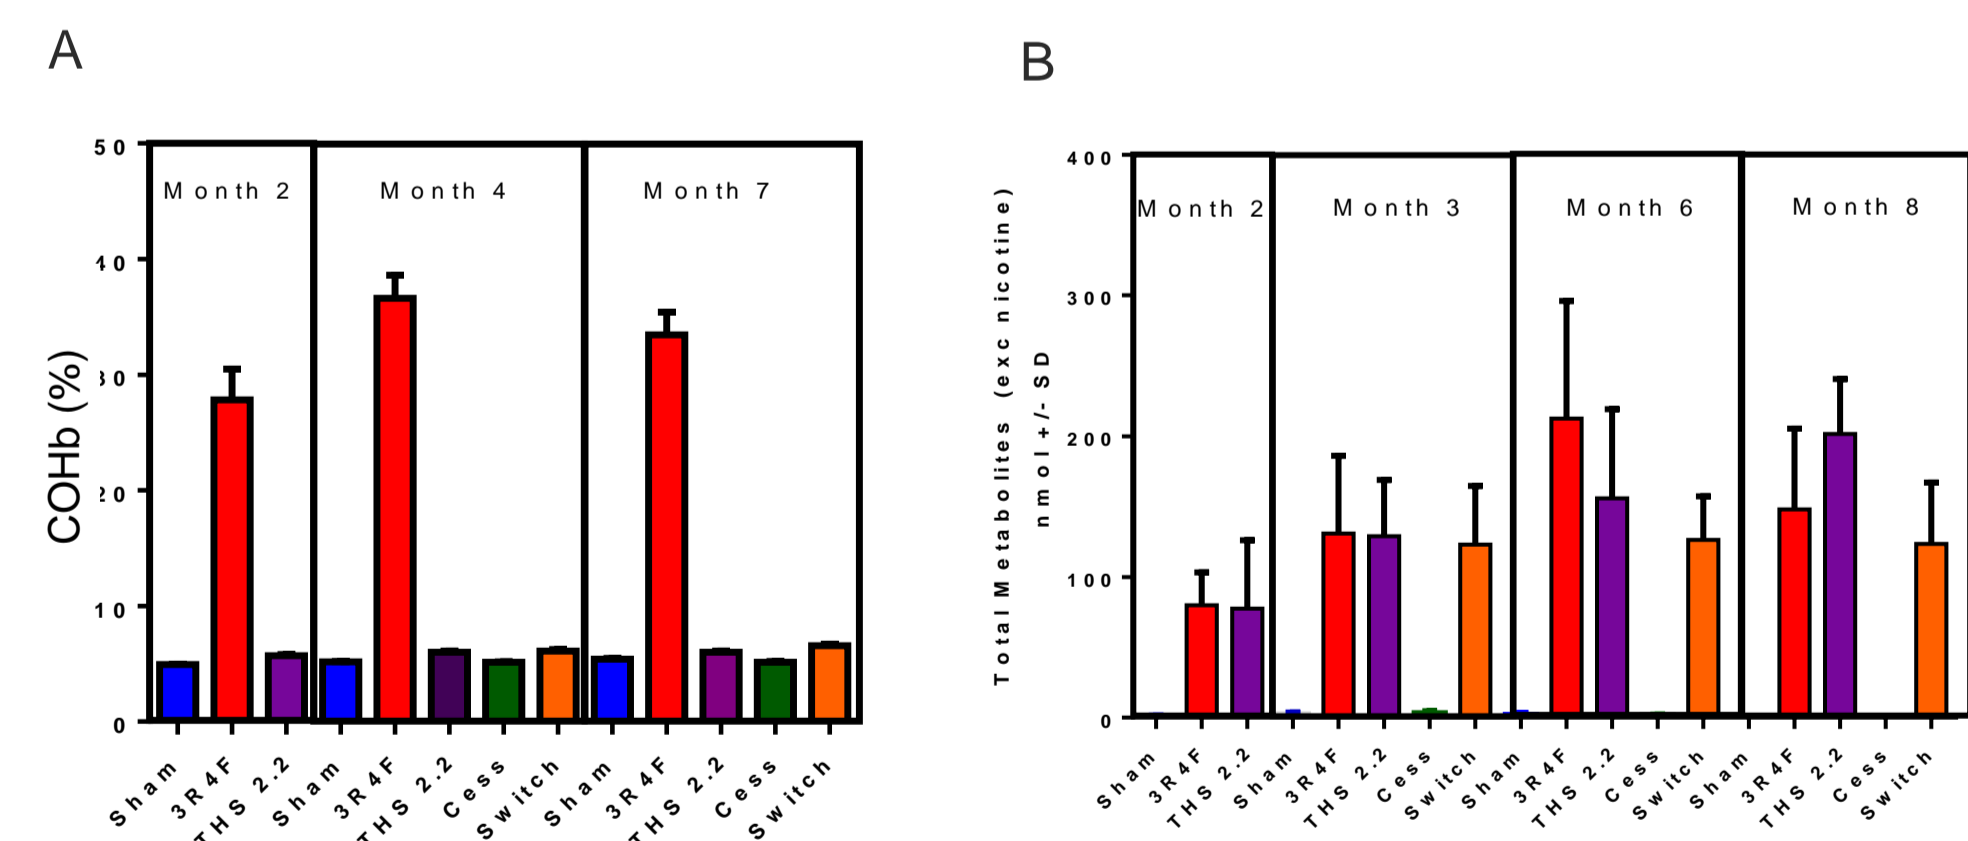 A
B
COHb (%)
50
40
30
20
10
0
Month 2
Month 4
Month 7
Sham
3R4F
THS 2.2
Sham
3R4F
THS 2.2
Cess
Switch
Sham
3R4F
THS 2.2
Cess
Switch
Total Metabolites (exc nicotine)
nmol +/- SD
400
300
200
100
0
Month 2
Month 3
Month 6
Month 8
Sham
3R4F
THS 2.2
Sham
3R4F
THS 2.2
Cess
Switch
Sham
3R4F
THS 2.2
Cess
Switch
Sham
3R4F
THS 2.2
Cess
Switch